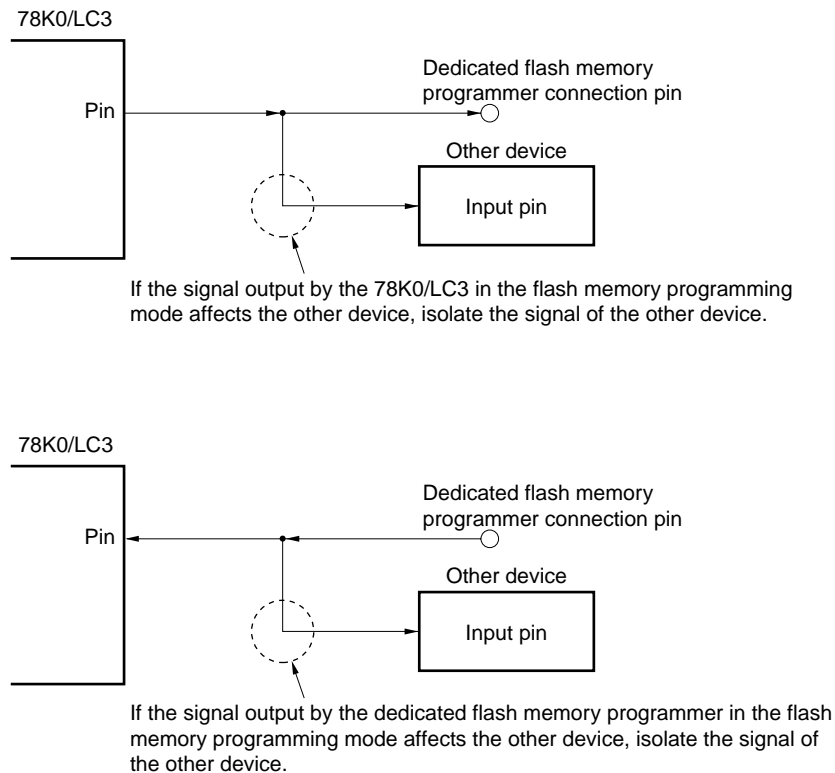 78K0/LC3
Dedicated flash memory
programmer connection pin
Pin
Other device
Input pin
If the signal output by the 78K0/LC3 in the flash memory programming
mode affects the other device, isolate the signal of the other device.
78K0/LC3
Dedicated flash memory
programmer connection pin
Pin
Other device
Input pin
If the signal output by the dedicated flash memory programmer in the flash
memory programming mode affects the other device, isolate the signal of
the other device.